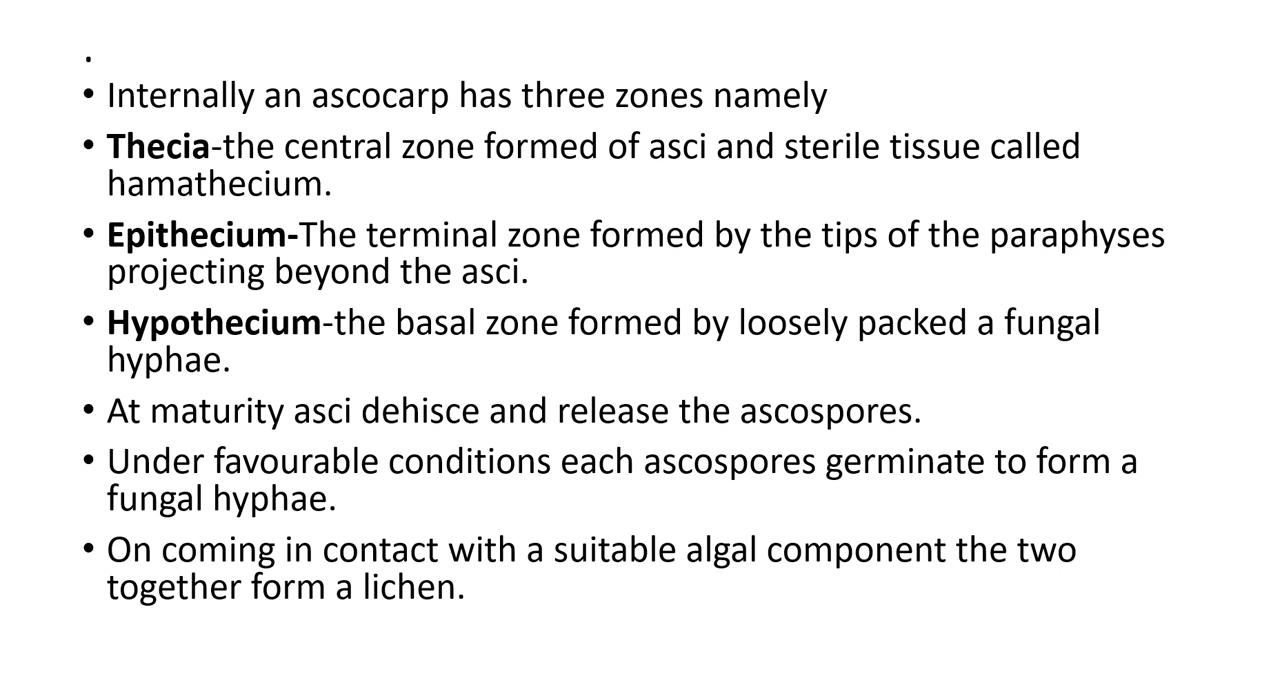 .
• Internally an ascocarp has three zones namely
• Thecia-the central zone formed of asci and sterile tissue called
hamathecium.
• Epithecium-The terminal zone formed by the tips of the paraphyses
projecting beyond the asci.
• Hypothecium-the basal zone formed by loosely packed a fungal
hyphae.
• At maturity asci dehisce and release the ascospores.
• Under favourable conditions each ascospores germinate to form a
fungal hyphae.
• On coming in contact with a suitable algal component the two
together form a lichen.